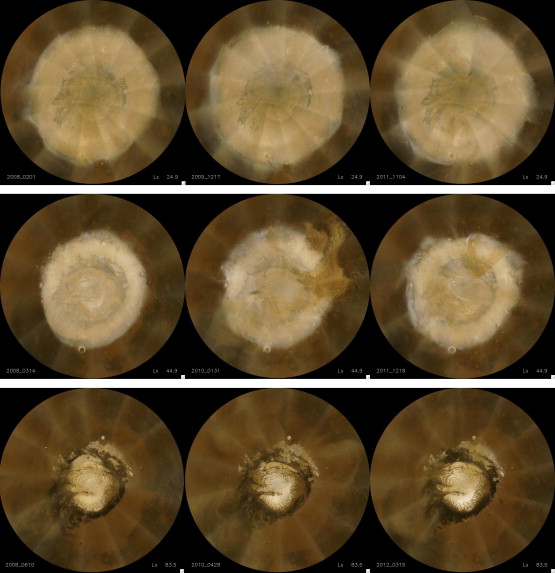 2008_0201 Ls 24.9
2009_1217 Ls 24.9
2011_1104 Ls 24.9
2008_0314 Ls 44.9
2010_0131 Ls 44.9
2011_1218 Ls 44.9
2008_0610 Ls 83.5
2010_0428 Ls 83.5
2012_0315 Ls 83.5